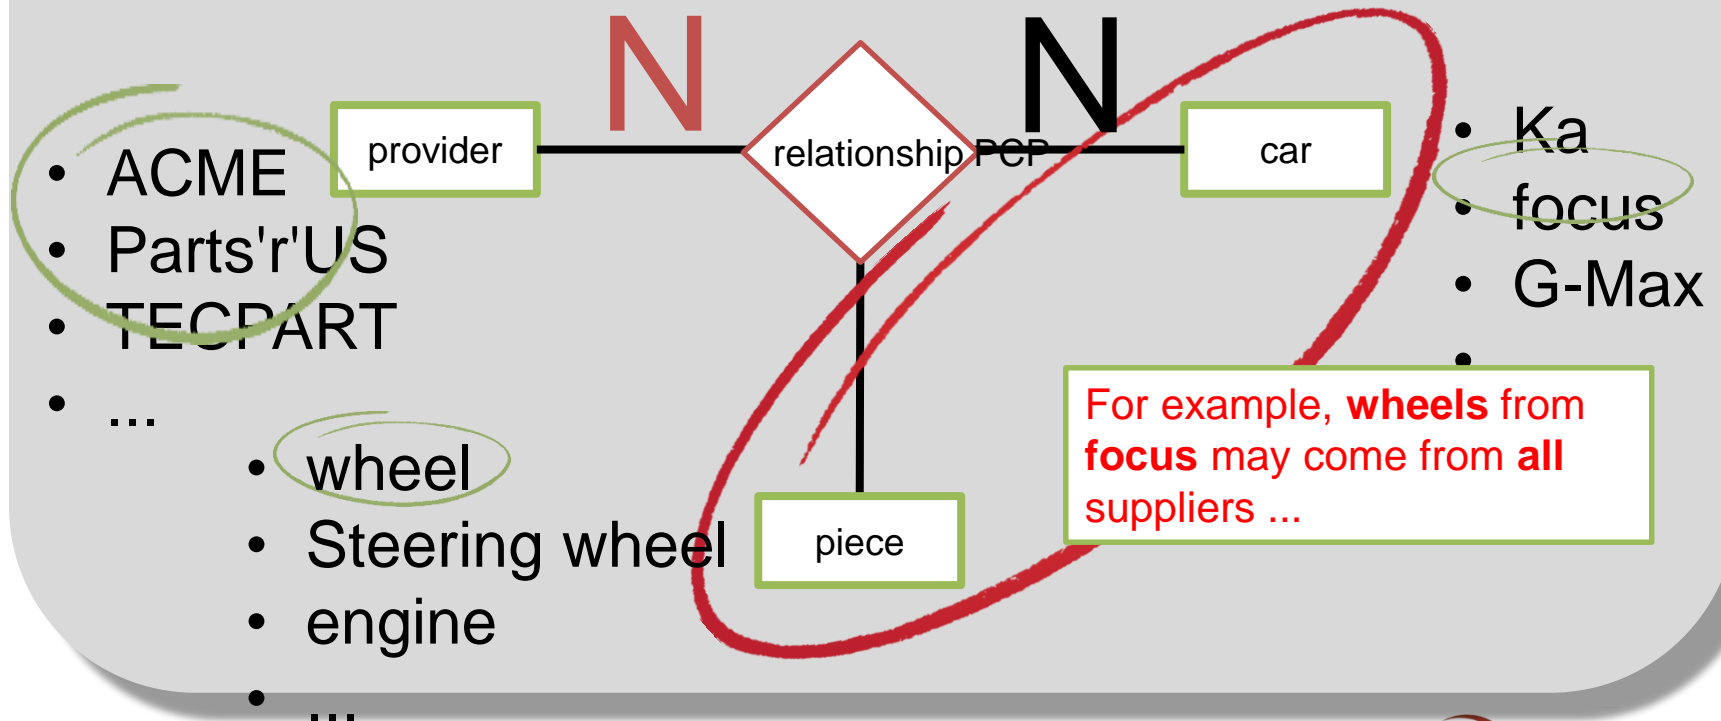 N
N
provider
relationship PCP
car
• ACME
• Parts'r'US
• TECPART
• ...
• Ka
• focus
• G-Max
•
For example, wheels from
focus may come from all
suppliers ...
• wheel
• Steering wheel
• engine
• ...
piece